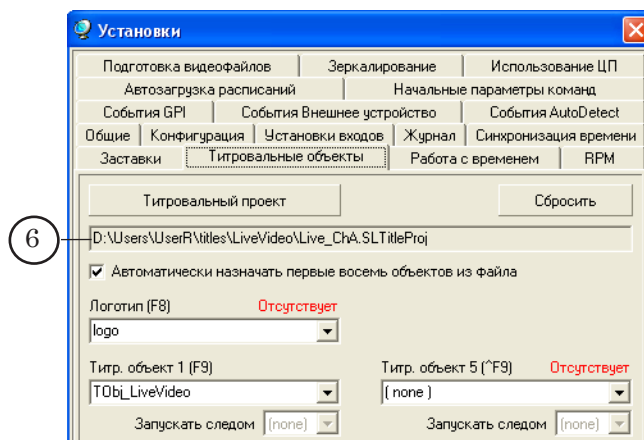 Установки
Подготовка видеофайлов Зеркалирование Использование ЦП
Автозагрузка расписаний Начальные параметры команд
События GPI События Внешнее устройство События AutoDetect
Общие Конфигурация Установки входов Журнал Синхронизация времени
Заставки Титровальные объекты Работа с временем RPM
Титровальный проект Сбросить
6 D:\Users\UserR\titles\LiveVideo\Live_ChA.SLTitleProj
Автоматически назначать первые восемь объектов из файла
Логотип (F8) Отсутствует
logo
Титр. объект 1 (F9) Титр. объект 5 (^F9) Отсутствует
TObj_LiveVideo ( none )
Запускать следом (none) Запускать следом (none)